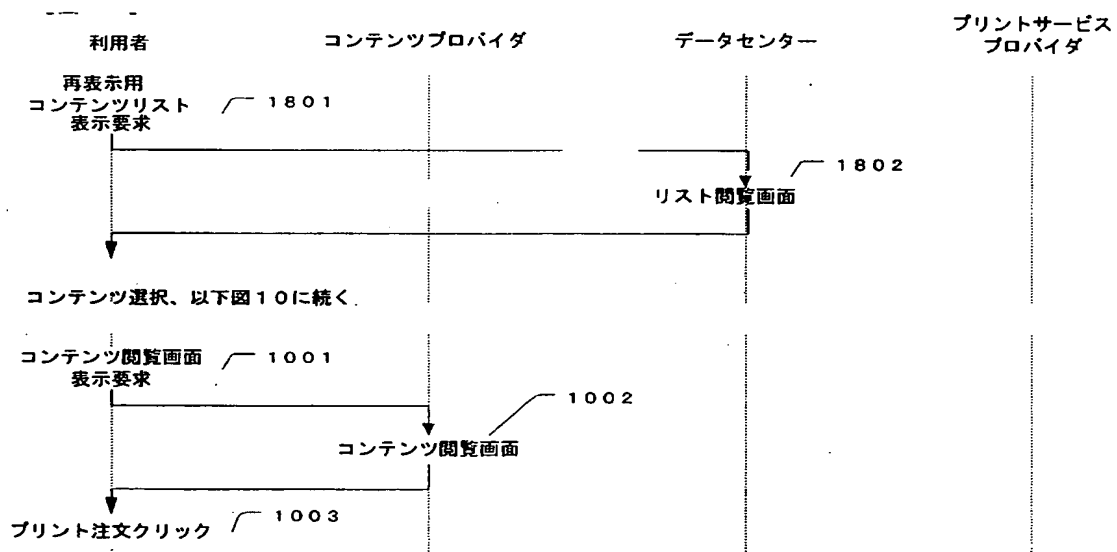 利用者
コンテンツプロバイダ
データセンター
プリントサービス
プロバイダ
再表示用
コンテンツリスト
表示要求
1801
1802
リスト閲覧画面
コンテンツ選択、以下図10に続く
コンテンツ閲覧画面
表示要求
1001
1002
コンテンツ閲覧画面
プリント注文クリック
1003